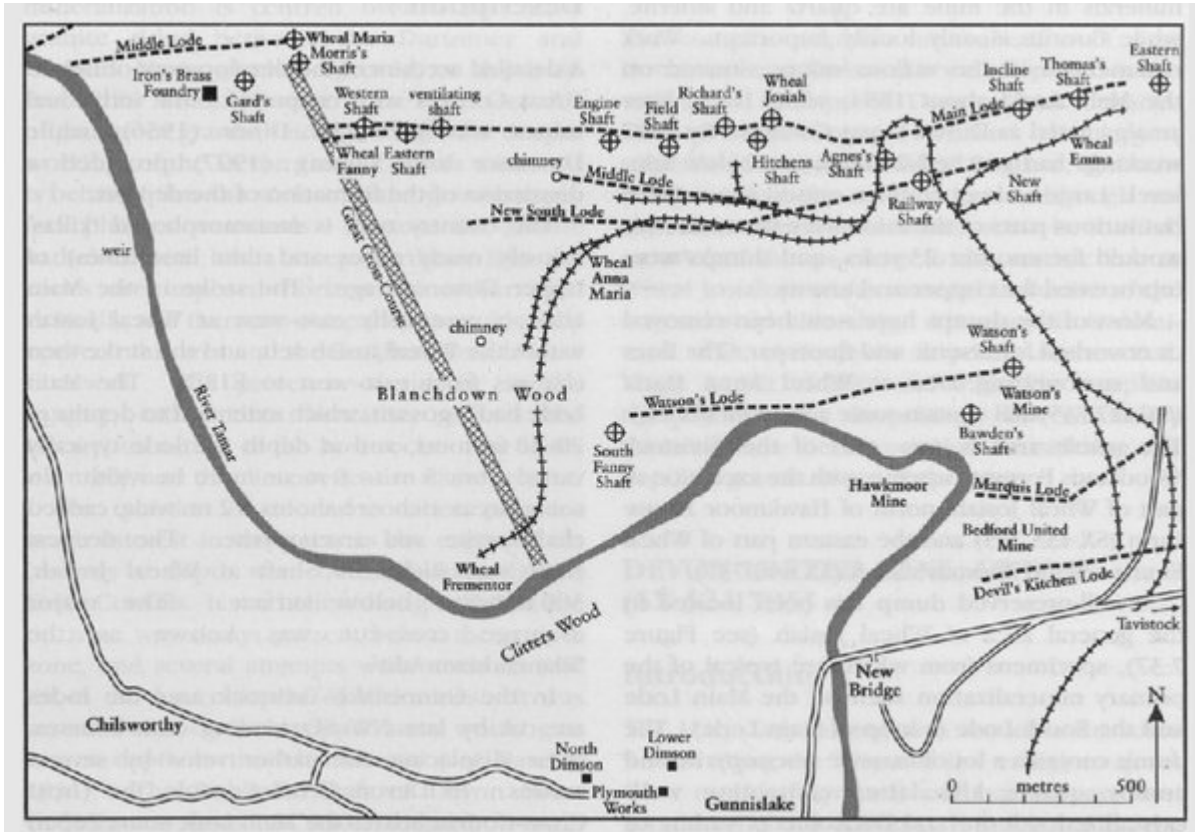 Middle Lode
Wheal Maria
Morris's
Shaft
Iron's Brass
Foundry
Gard's
Shaft
Western
Shaft
ventilating
Shaft
Engine
Shaft
Field
Shaft
Richard's
Shaft
Wheal
Josiah
Incline
Shaft
Thomas's
Shaft
Eastern
Shaft
Main
Wheal
Fanny
Eastern
Shaft
chimney
Middle Lode
Hitchens
Shaft
Agnes's
Wheal
Emma
New
Shaft
Railway
Shaft
New South Lode
weir
Great Crosscourse
Wheal
Anna
Maria
chimney
River Tamar
Blanchdown Wood
Watson's
Shaft
Watson's Lode
Watson's
Mine
South
Fanny
Shaft
Bawden's
Shaft
Hawkmoor
Mine
Marquis Lode
Bedford United
Mine
Devil's Kitchen Lode
Wheal
Frementor
Clitters Wood
Tavistock
New
Bridge
N
Chilsworthy
North
Dimson
Lower
Dimson
Plymouth
Works
Gunnislake
0 metres 500